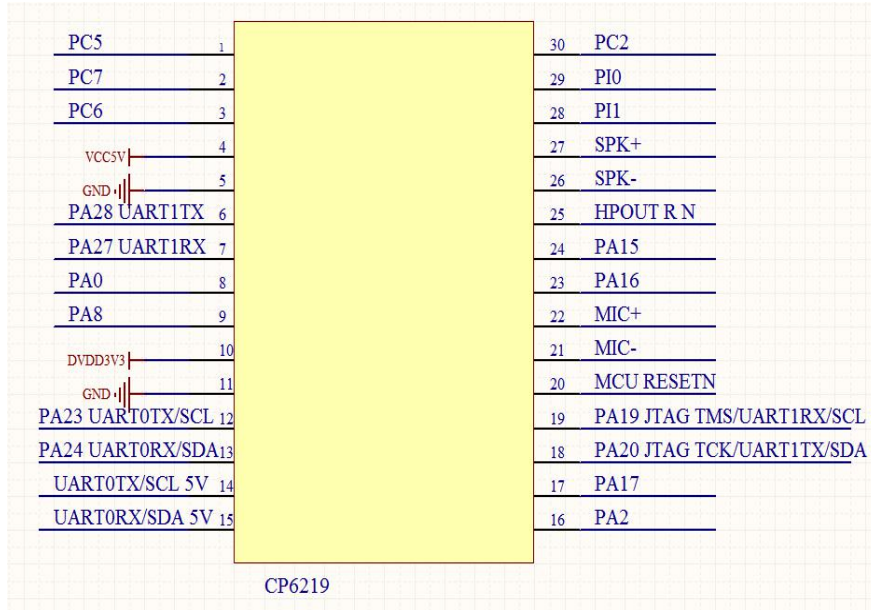 PC5 1
PC7 2
PC6 3
VCC5V 4
GND 5
PA28 UART1TX 6
PA27 UART1RX 7
PA0 8
PA8 9
DVDD3V3 10
GND 11
PA23 UART0TX/SCL 12
PA24 UART0RX/SDA 13
UART0TX/SCL 5V 14
UART0RX/SDA 5V 15
30 PC2
29 PI0
28 PI1
27 SPK+
26 SPK-
25 HPOUT R N
24 PA15
23 PA16
22 MIC+
21 MIC-
20 MCU RESETN
19 PA19 JTAG TMS/UART1RX/SCL
18 PA20 JTAG TCK/UART1TX/SDA
17 PA17
16 PA2
CP6219